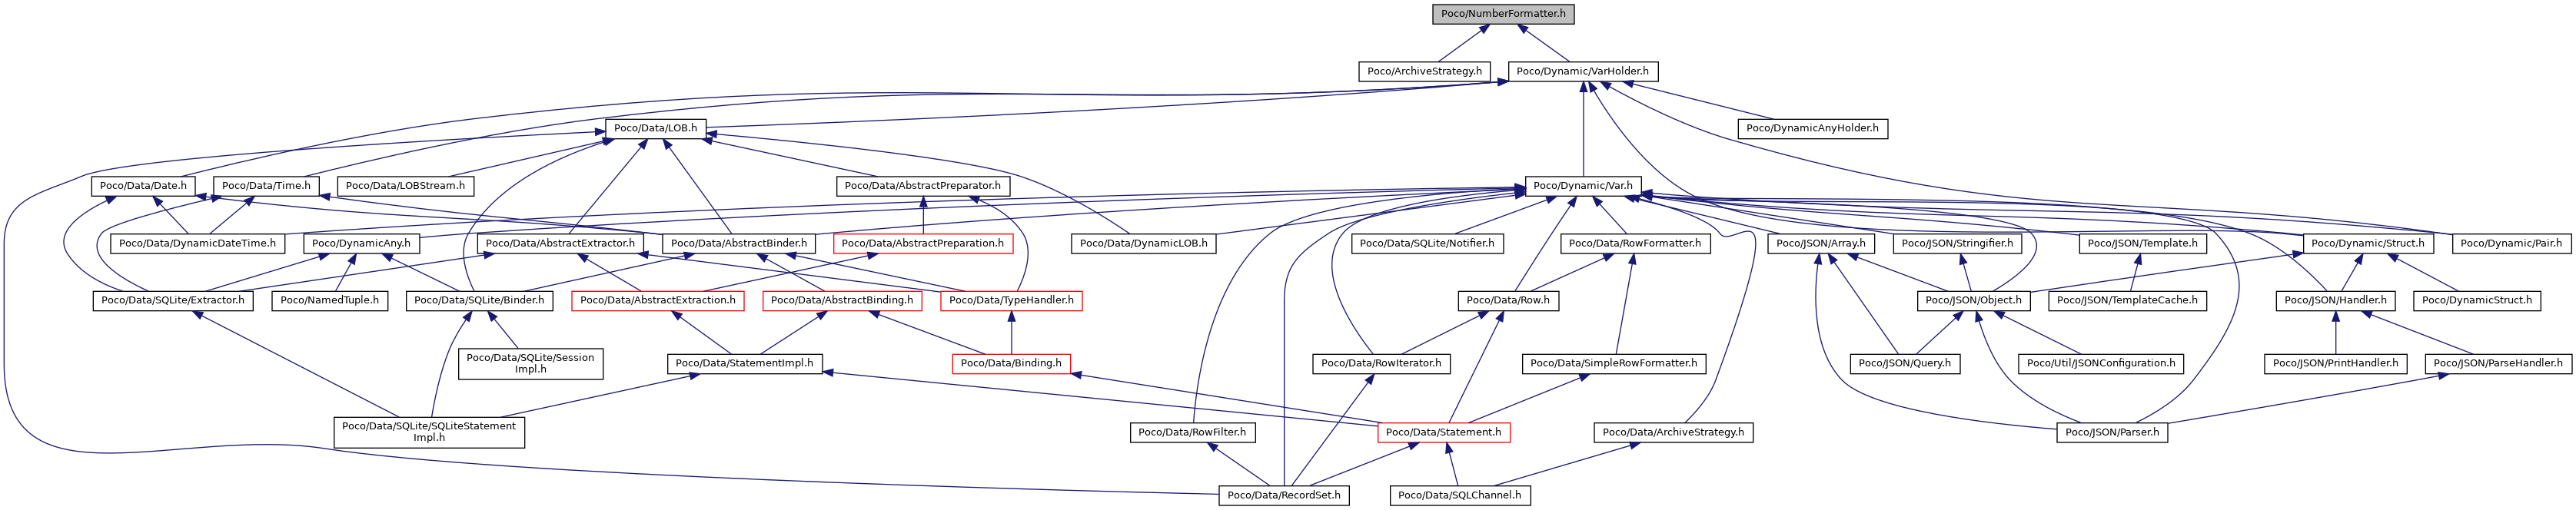 Poco/NumberFormatter.h
Poco/ArchiveStrategy.h
Poco/Dynamic/VarHolder.h
Poco/Data/LOB.h
Poco/DynamicAnyHolder.h
Poco/Data/Date.h
Poco/Data/Time.h
Poco/Data/LOBStream.h
Poco/Data/AbstractPreparator.h
Poco/Dynamic/Var.h
Poco/Data/DynamicDateTime.h
Poco/DynamicAny.h
Poco/Data/AbstractExtractor.h
Poco/Data/AbstractBinder.h
Poco/Data/AbstractPreparation.h
Poco/Data/DynamicLOB.h
Poco/Data/SQLite/Notifier.h
Poco/Data/RowFormatter.h
Poco/JSON/Array.h
Poco/JSON/Stringifier.h
Poco/JSON/Template.h
Poco/Dynamic/Struct.h
Poco/Dynamic/Pair.h
Poco/Data/SQLite/Extractor.h
Poco/NamedTuple.h
Poco/Data/SQLite/Binder.h
Poco/Data/AbstractExtraction.h
Poco/Data/AbstractBinding.h
Poco/Data/TypeHandler.h
Poco/Data/Row.h
Poco/JSON/Object.h
Poco/JSON/TemplateCache.h
Poco/JSON/Handler.h
Poco/DynamicStruct.h
Poco/Data/SQLite/Session
Impl.h
Poco/Data/StatementImpl.h
Poco/Data/Binding.h
Poco/Data/RowIterator.h
Poco/Data/SimpleRowFormatter.h
Poco/JSON/Query.h
Poco/Util/JSONConfiguration.h
Poco/JSON/PrintHandler.h
Poco/JSON/ParseHandler.h
Poco/Data/SQLite/SQLiteStatement
Impl.h
Poco/Data/RowFilter.h
Poco/Data/Statement.h
Poco/Data/ArchiveStrategy.h
Poco/JSON/Parser.h
Poco/Data/RecordSet.h
Poco/Data/SQLChannel.h